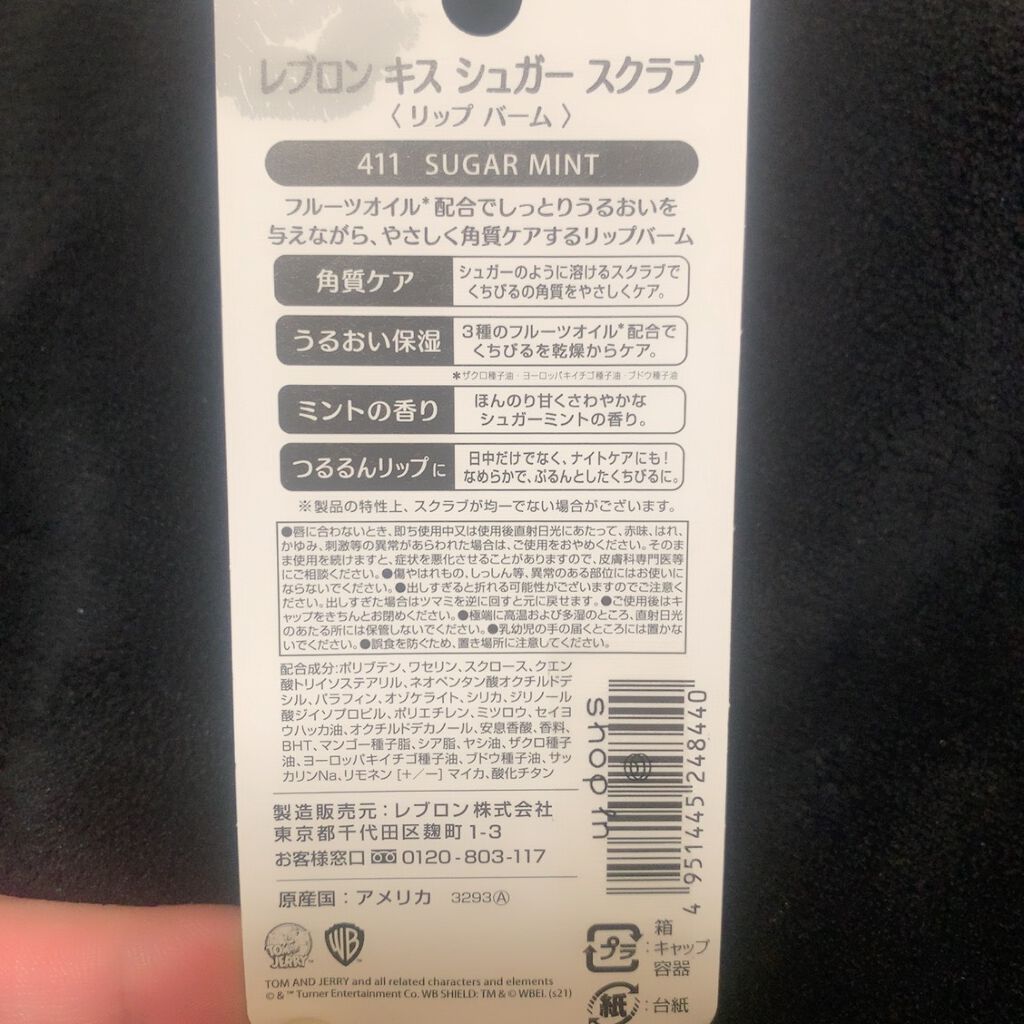 レブロン キス シュガー スクラブ
〈 リップ バーム 〉
411 SUGAR MINT
フルーツオイル*配合でしっとりうるおいを
与えながら、やさしく角質ケアするリップバーム
角質ケア
シュガーのように溶けるスクラブで
くちびるの角質をやさしくケア。
うるおい保湿
3種のフルーツオイル*配合で
くちびるを乾燥からケア。
*ザクロ種子油・ヨーロッパキイチゴ種子油・ブドウ種子油
ミントの香り
ほんのり甘くさわやかな
シュガーミントの香り。
つるるんリップに
日中だけでなく、ナイトケアにも!
なめらかで、ぷるんとしたくちびるに。
※製品の特性上、スクラブが均一でない場合がございます。
●唇に合わないとき、即ち使用中又は使用後直射日光にあたって、赤味、はれ、
かゆみ、刺激等の異常があらわれた場合は、ご使用をおやめください。そのま
ま使用を続けますと、症状を悪化させることがありますので、皮膚科専門医等
にご相談ください。●傷やはれもの、しっしん等、異常のある部位にはお使いに
ならないでください。●出しすぎると折れる可能性がございますのでご注意く
ださい。出しすぎた場合はツマミを逆に回すと元に戻せます。●ご使用後はキ
ャップをきちんとお閉めください。●極端に高温および多湿のところ、直射日光
のあたる所には保管しないでください。●乳幼児の手の届くところには置かな
いでください。●誤食を防ぐため、置き場所に注意してください。
配合成分:ポリブテン、ワセリン、スクロース、クエン
酸トリイソステアリル、ネオペンタン酸オクチルドデ
シル、パラフィン、オゾケライト、シリカ、ジリノール
酸ジイソプロピル、ポリエチレン、ミツロウ、セイヨ
ウハッカ油、オクチルドデカノール、安息香酸、香料、
BHT、マンゴー種子脂、シア脂、ヤシ油、ザクロ種子
油、ヨーロッパキイチゴ種子油、ブドウ種子油、サッ
カリンNa、リモネン [+/ー] マイカ、酸化チタン
製造販売元:レブロン株式会社
東京都千代田区麹町1-3
お客様窓口 0120-803-117
原産国:アメリカ 3293Ⓐ
shop in
4 951445 248440
TOM AND JERRY
WB
TOM AND JERRY and all related characters and elements
© & ™ Turner Entertainment Co. WB SHIELD: TM & © WBEI. (s21)
プラ
:
箱
キャップ
容器
紙
:台紙